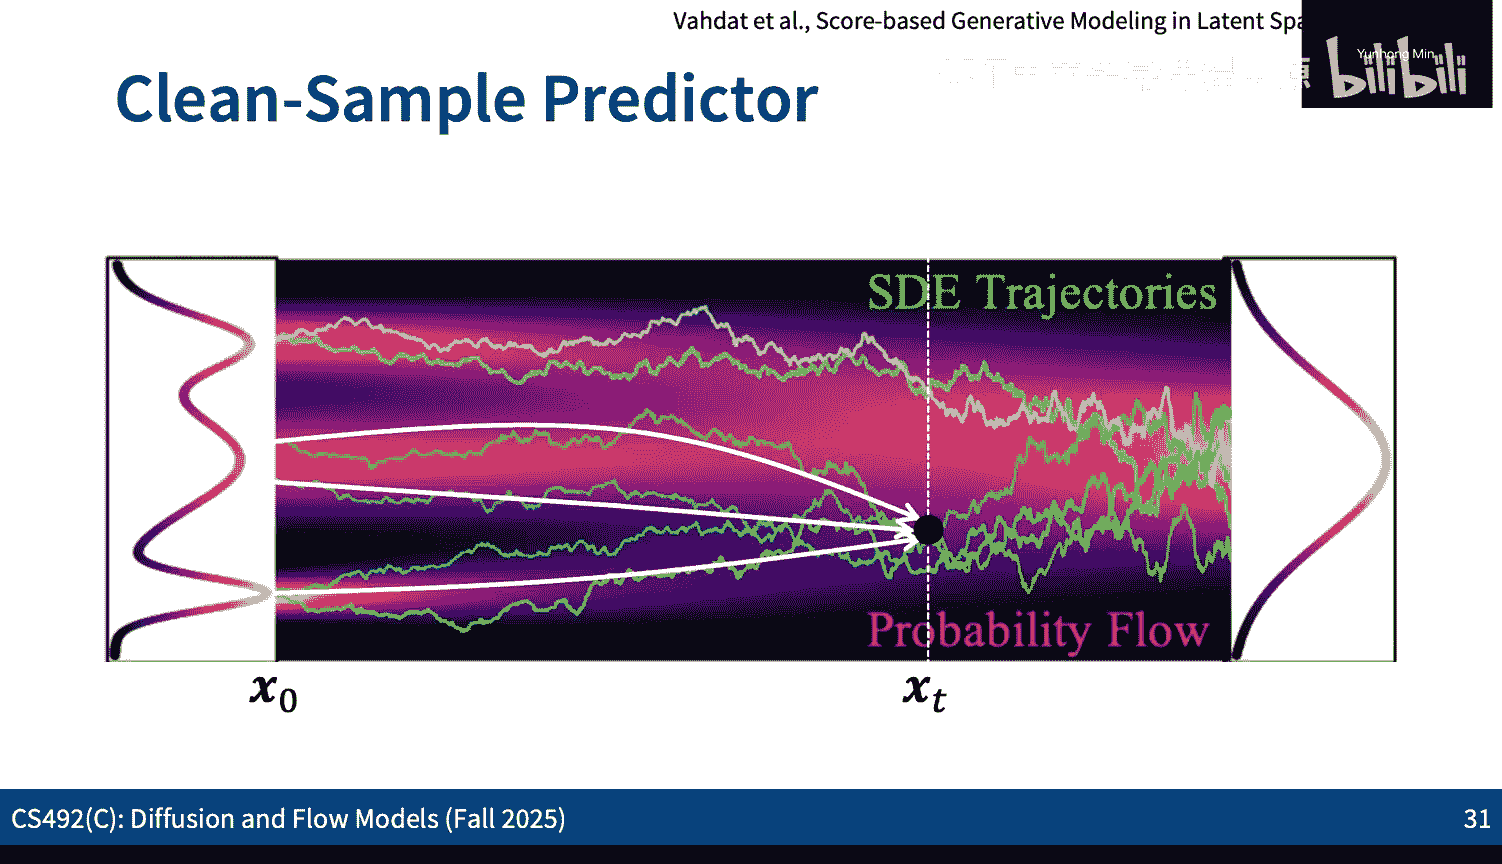 Vahdat et al., Score-based Generative Modeling in Latent
Yunhong Min
bilibili
Clean-Sample Predictor
SDE Trajectories
Probability Flow
x₀
xₜ
CS492(C): Diffusion and Flow Models (Fall 2025)
31